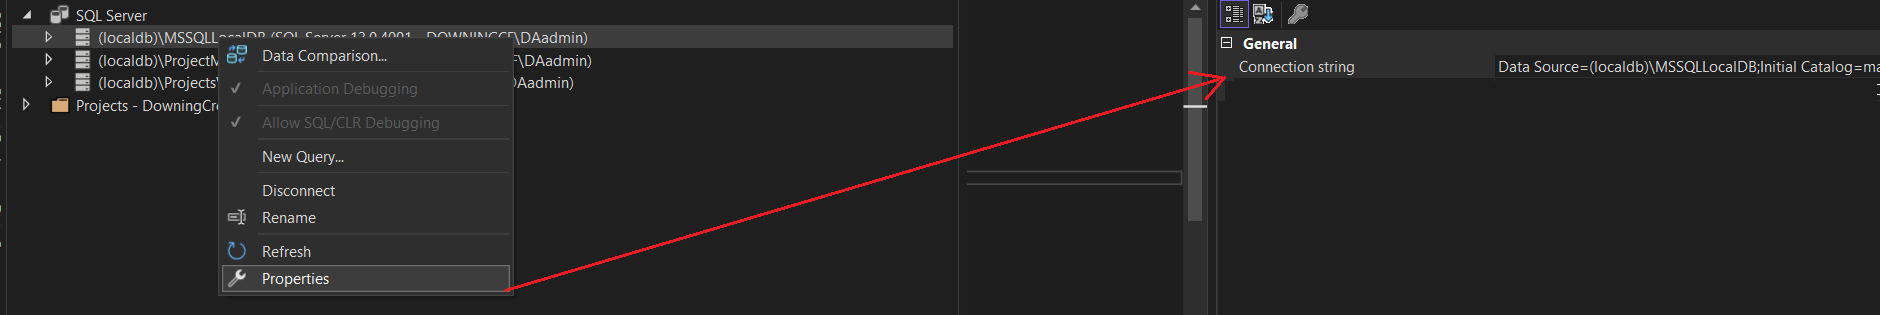 SQL Server
(localdb)\MSSQLLocalDB (SQL Server 13.0.4001 - DOWNINGCF\DAadmin)
(localdb)\ProjectM
\DAadmin)
(localdb)\Projects
DAadmin)
Projects - DowningCr
Data Comparison...
Application Debugging
Allow SQL/CLR Debugging
New Query...
Disconnect
Rename
Refresh
Properties
General
Connection string
Data Source=(localdb)\MSSQLLocalDB;Initial Catalog=ma